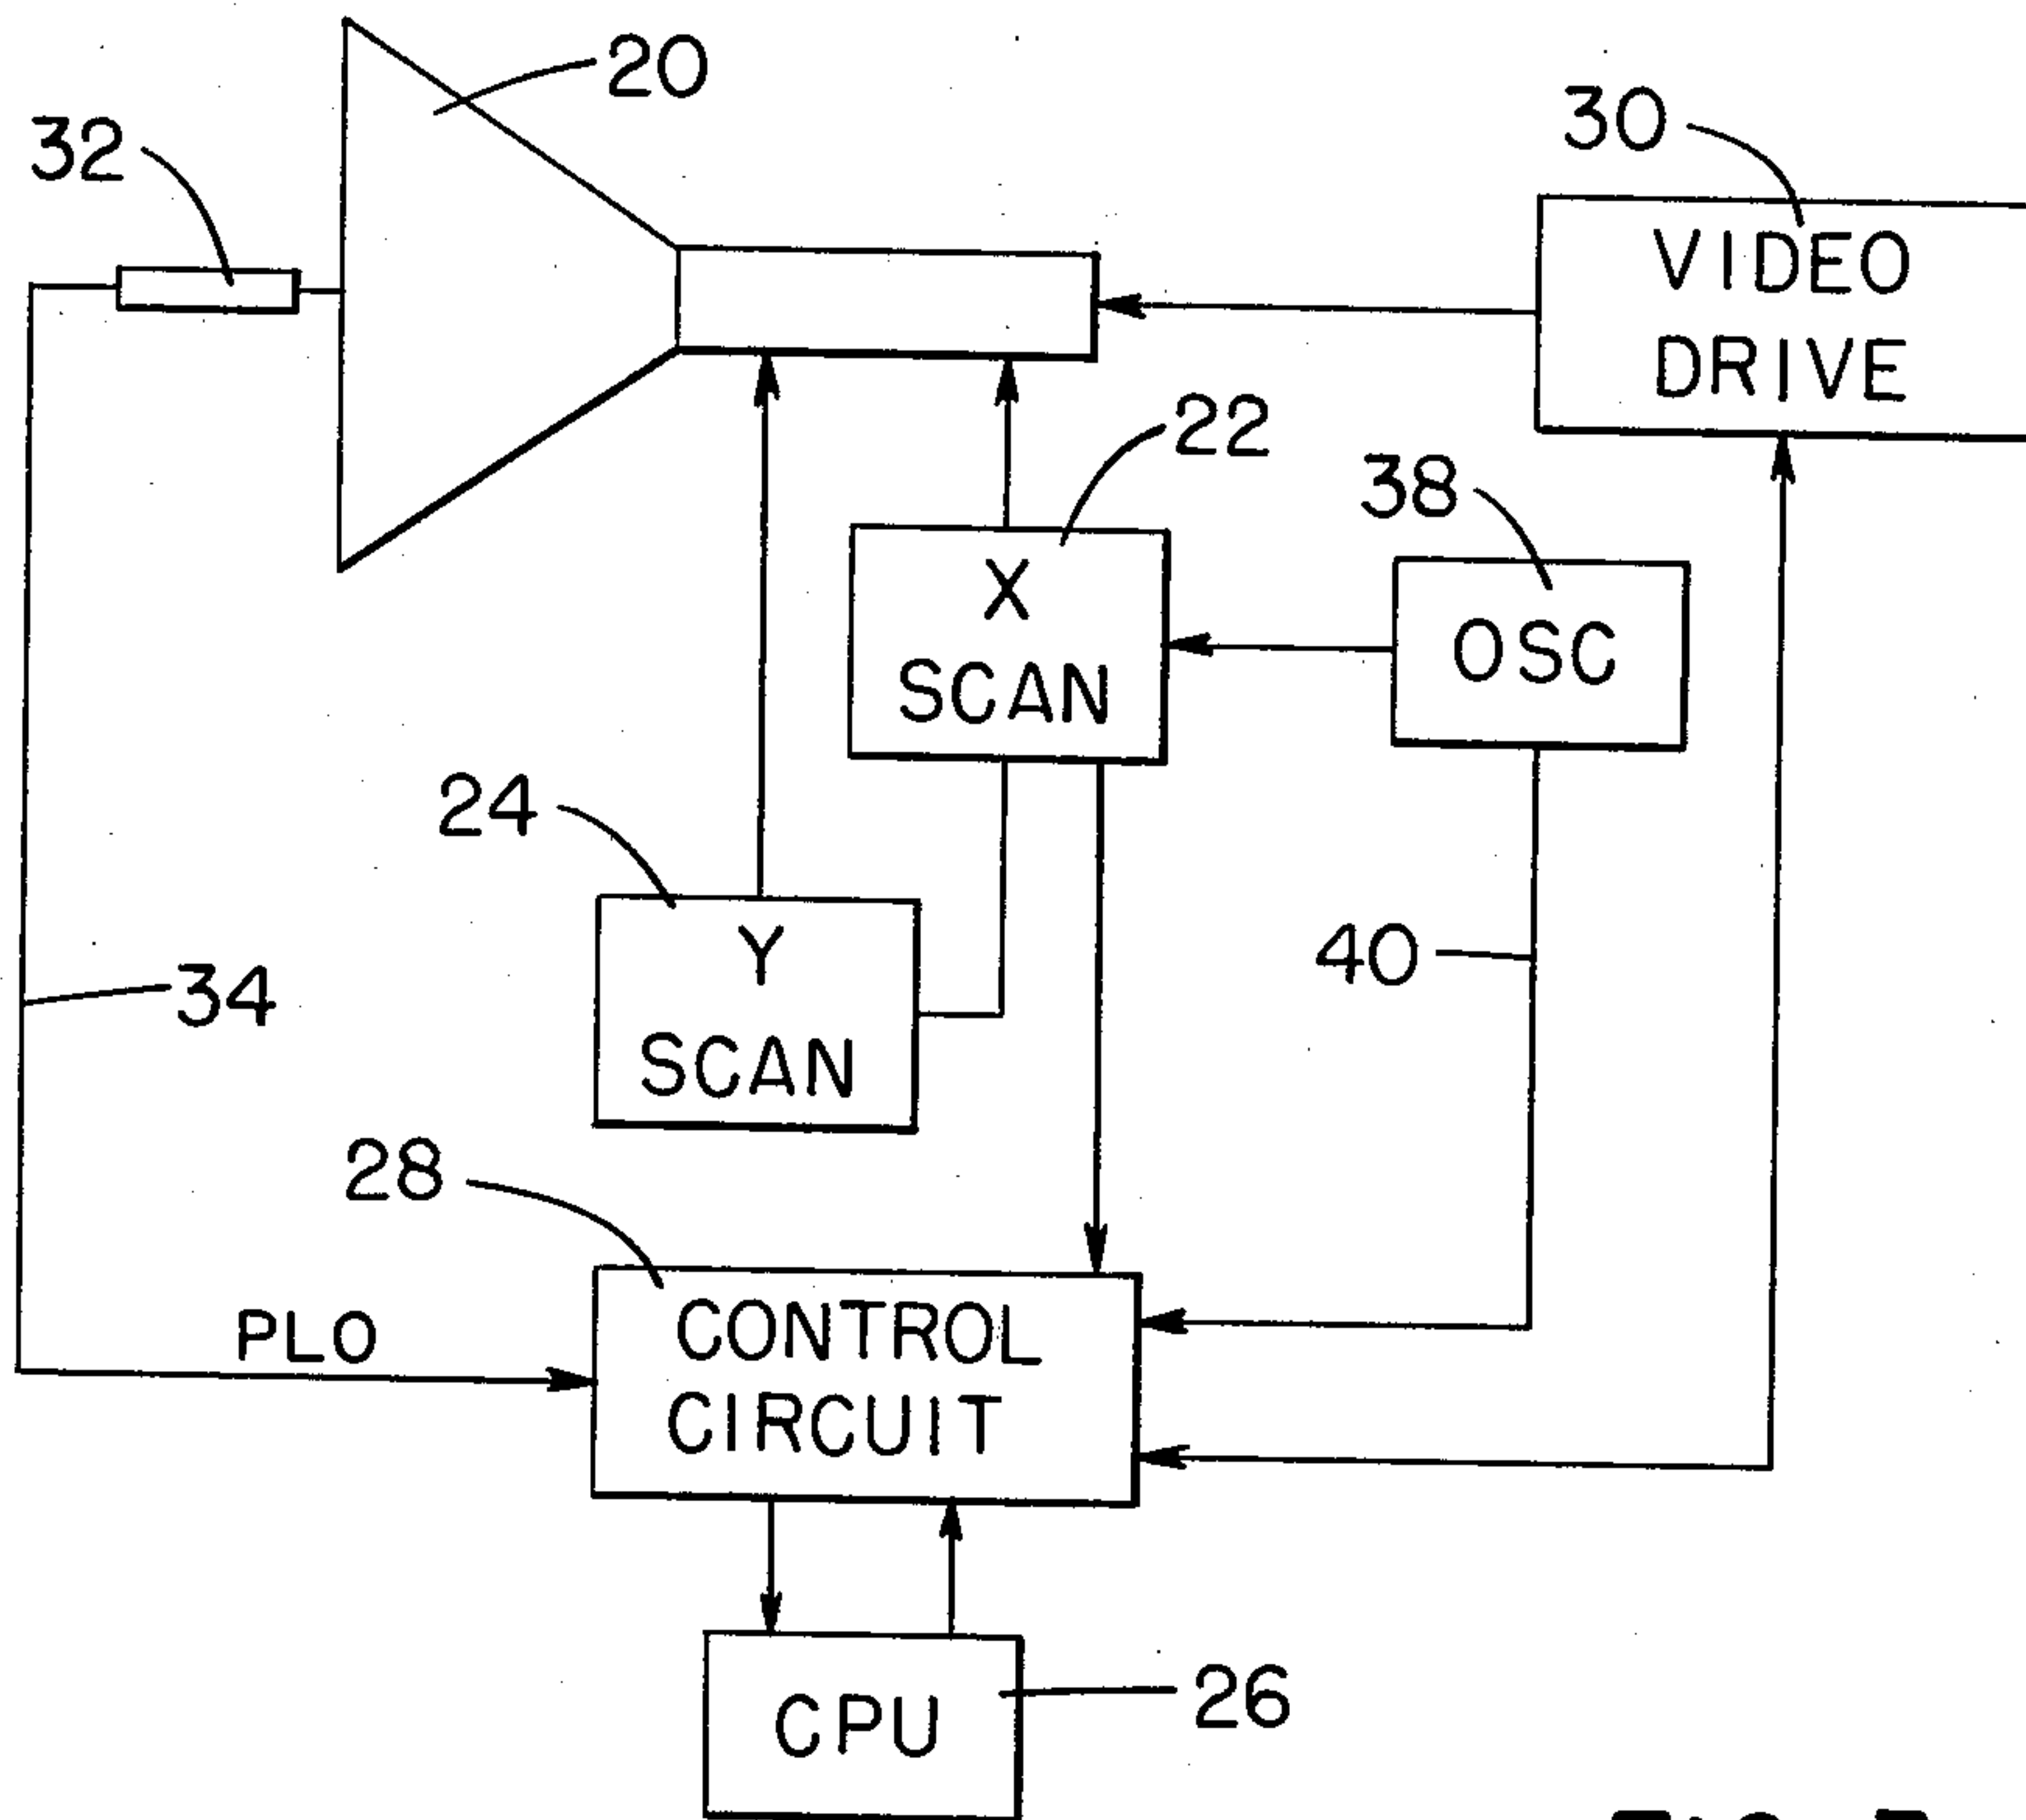 20
32
30
VIDEO
DRIVE
22
38
X
SCAN
OSC
24
Y
SCAN
40
34
28
PLO
CONTROL
CIRCUIT
CPU
26